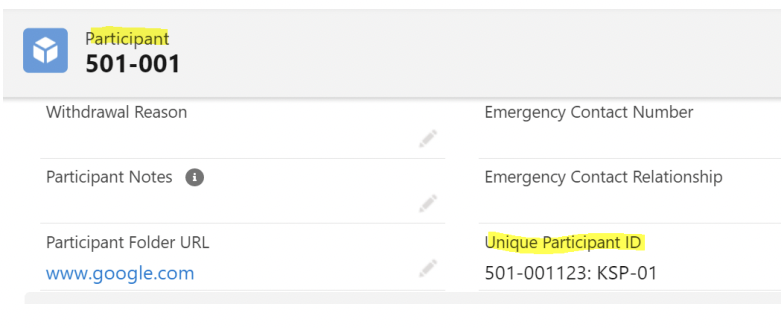 Participant
501-001
Withdrawal Reason
Emergency Contact Number
Participant Notes
Emergency Contact Relationship
Participant Folder URL
Unique Participant ID
www.google.com
501-001123: KSP-01